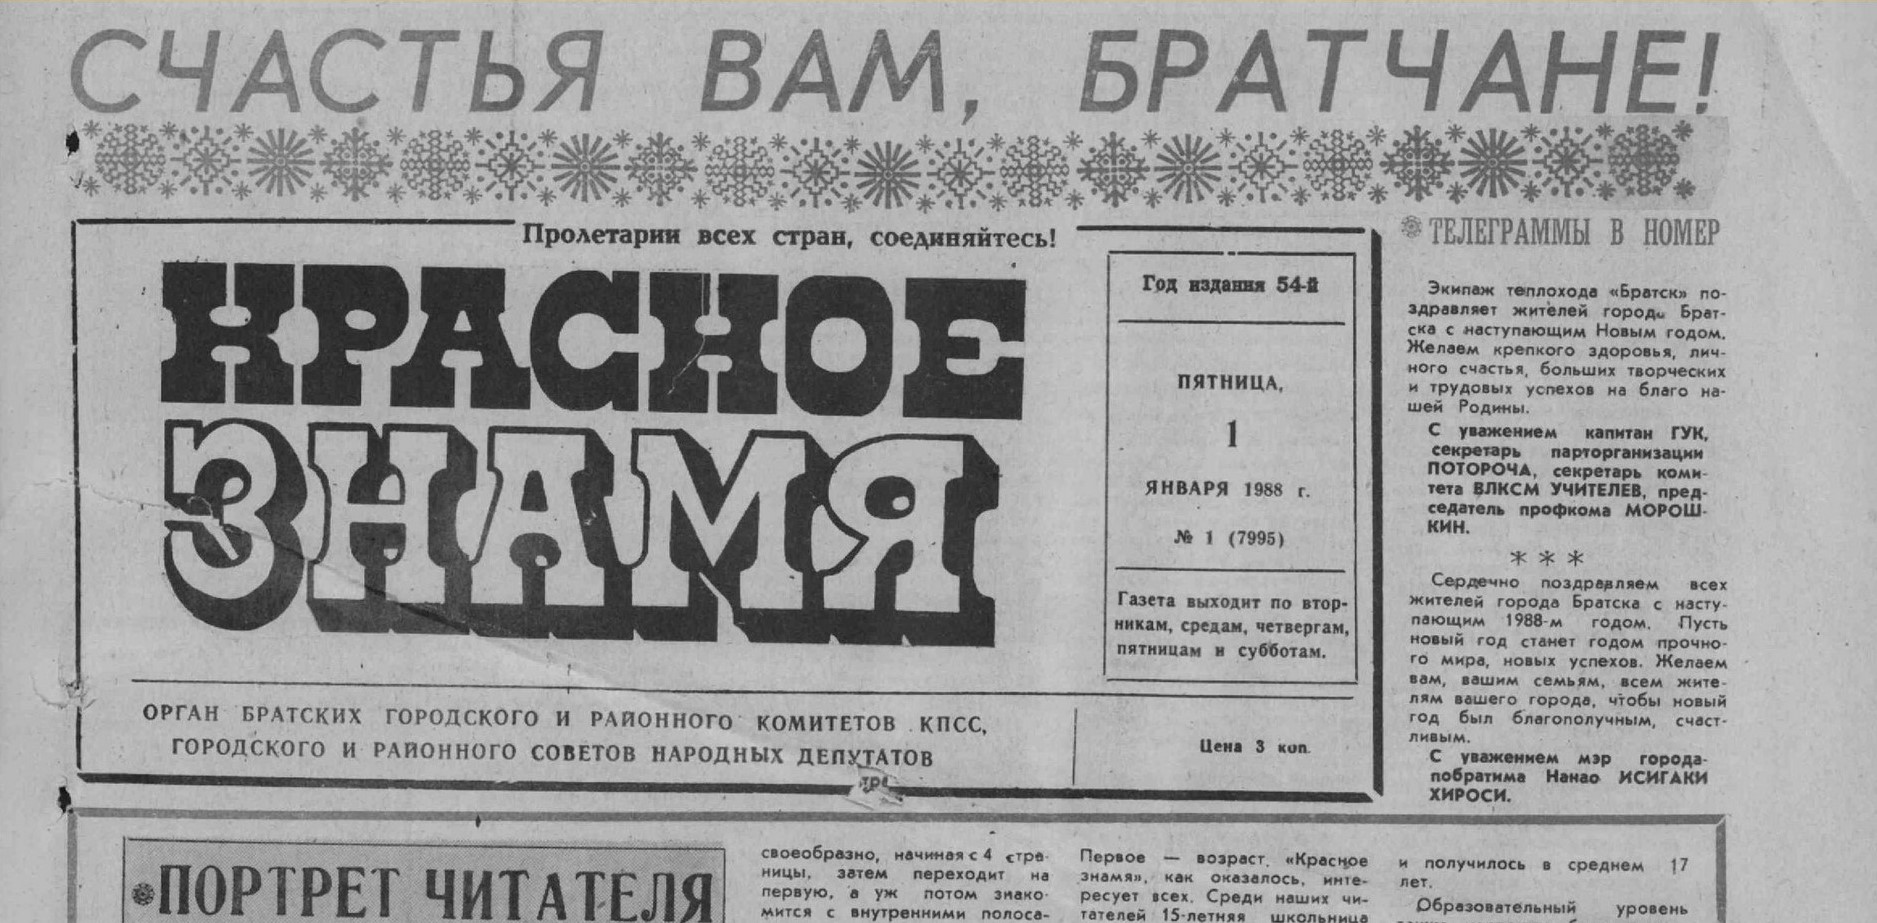 СЧАСТЬЯ ВАМ, БРАТЧАНЕ!
Пролетарии всех стран, соединяйтесь!
КРАСНОЕ
ЗНАМЯ
Год издания 54-й
ПЯТНИЦА,
1
ЯНВАРЯ 1988 г.
№ 1 (7995)
Газета выходит по втор-
никам, средам, четвергам,
пятницам и субботам.
ОРГАН БРАТСКИХ ГОРОДСКОГО И РАЙОННОГО КОМИТЕТОВ КПСС,
ГОРОДСКОГО И РАЙОННОГО СОВЕТОВ НАРОДНЫХ ДЕПУТАТОВ
Цена 3 коп.
ТЕЛЕГРАММЫ В НОМЕР
Экипаж теплохода «Братск» по-
здравляет жителей города Брат-
ска с наступающим Новым годом.
Желаем крепкого здоровья, лич-
ного счастья, больших творческих
и трудовых успехов на благо на-
шей Родины.
С уважением капитан ГУК,
секретарь парторганизации
ПОТОРОЧА, секретарь коми-
тета ВЛКСМ УЧИТЕЛЕВ, пред-
седатель профкома МОРОШ-
КИН.
* * *
Сердечно поздравляем всех
жителей города Братска с насту-
пающим 1988-м годом. Пусть
новый год станет годом прочно-
го мира, новых успехов. Желаем
вам, вашим семьям, всем жите-
лям вашего города, чтобы новый
год был благополучным, счаст-
ливым.
С уважением мэр города-
побратима Нанао ИСИГАКИ
ХИРОСИ.
ПОРТРЕТ ЧИТАТЕЛЯ
своеобразно, начиная с 4 стра-
ницы, затем переходит на
первую, а уж потом знако-
мится с внутренними полоса-
Первое — возраст. «Красное
знамя», как оказалось, инте-
ресует всех. Среди наших чи-
тателей 15-летняя школьница
и получилось в среднем 17
лет.
Образовательный уровень